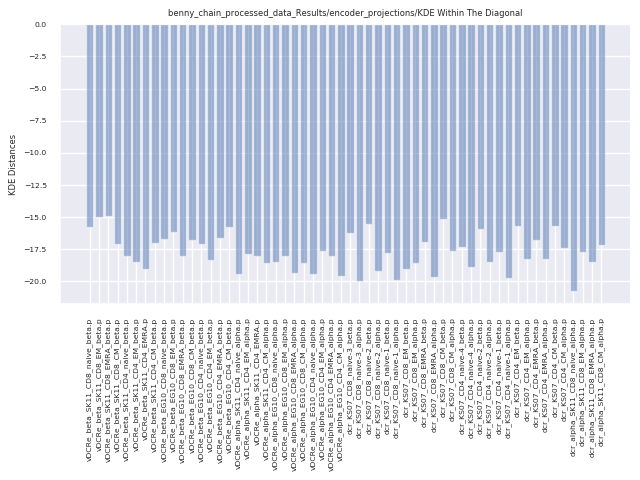 benny_chain_processed_data_Results/encoder_projections/KDE Within The Diagonal
KDE Distances
0.0
−2.5
−5.0
−7.5
−10.0
−12.5
−15.0
−17.5
−20.0
vDCRe_beta_SK11_CD8_naive_beta.p
vDCRe_beta_SK11_CD8_EM_beta.p
vDCRe_beta_SK11_CD8_EMRA_beta.p
vDCRe_beta_SK11_CD8_CM_beta.p
vDCRe_beta_SK11_CD4_naive_beta.p
vDCRe_beta_SK11_CD4_EM_beta.p
vDCRe_beta_SK11_CD4_EMRA.p
vDCRe_beta_SK11_CD4_CM_beta.p
vDCRe_beta_EG10_CD8_naive_beta.p
vDCRe_beta_EG10_CD8_EM_beta.p
vDCRe_beta_EG10_CD8_EMRA_beta.p
vDCRe_beta_EG10_CD8_CM_beta.p
vDCRe_beta_EG10_CD4_naive_beta.p
vDCRe_beta_EG10_CD4_EM_beta.p
vDCRe_beta_EG10_CD4_EMRA_beta.p
vDCRe_beta_EG10_CD4_CM_beta.p
vDCRe_alpha_SK11_CD4_naive_alpha.p
vDCRe_alpha_SK11_CD4_EM_alpha.p
vDCRe_alpha_SK11_CD4_EMRA.p
vDCRe_alpha_SK11_CD4_CM_alpha.p
vDCRe_alpha_EG10_CD8_naive_alpha.p
vDCRe_alpha_EG10_CD8_EM_alpha.p
vDCRe_alpha_EG10_CD8_EMRA_alpha.p
vDCRe_alpha_EG10_CD8_CM_alpha.p
vDCRe_alpha_EG10_CD4_naive_alpha.p
vDCRe_alpha_EG10_CD4_EM_alpha.p
vDCRe_alpha_EG10_CD4_EMRA_alpha.p
vDCRe_alpha_EG10_CD4_CM_alpha.p
dcr_KS07_CD8_naive-3_beta.p
dcr_KS07_CD8_naive-3_alpha.p
dcr_KS07_CD8_naive-2_beta.p
dcr_KS07_CD8_naive-2_alpha.p
dcr_KS07_CD8_naive-1_beta.p
dcr_KS07_CD8_naive-1_alpha.p
dcr_KS07_CD8_EM_beta.p
dcr_KS07_CD8_EM_alpha.p
dcr_KS07_CD8_EMRA_beta.p
dcr_KS07_CD8_EMRA_alpha.p
dcr_KS07_CD8_CM_beta.p
dcr_KS07_CD8_CM_alpha.p
dcr_KS07_CD4_naive-4_beta.p
dcr_KS07_CD4_naive-4_alpha.p
dcr_KS07_CD4_naive-2_beta.p
dcr_KS07_CD4_naive-2_alpha.p
dcr_KS07_CD4_naive-1_beta.p
dcr_KS07_CD4_naive-1_alpha.p
dcr_KS07_CD4_EM_beta.p
dcr_KS07_CD4_EM_alpha.p
dcr_KS07_CD4_EMRA_beta.p
dcr_KS07_CD4_EMRA_alpha.p
dcr_KS07_CD4_CM_beta.p
dcr_KS07_CD4_CM_alpha.p
dcr_alpha_SK11_CD8_naive_alpha.p
dcr_alpha_SK11_CD8_EM_alpha.p
dcr_alpha_SK11_CD8_EMRA_alpha.p
dcr_alpha_SK11_CD8_CM_alpha.p